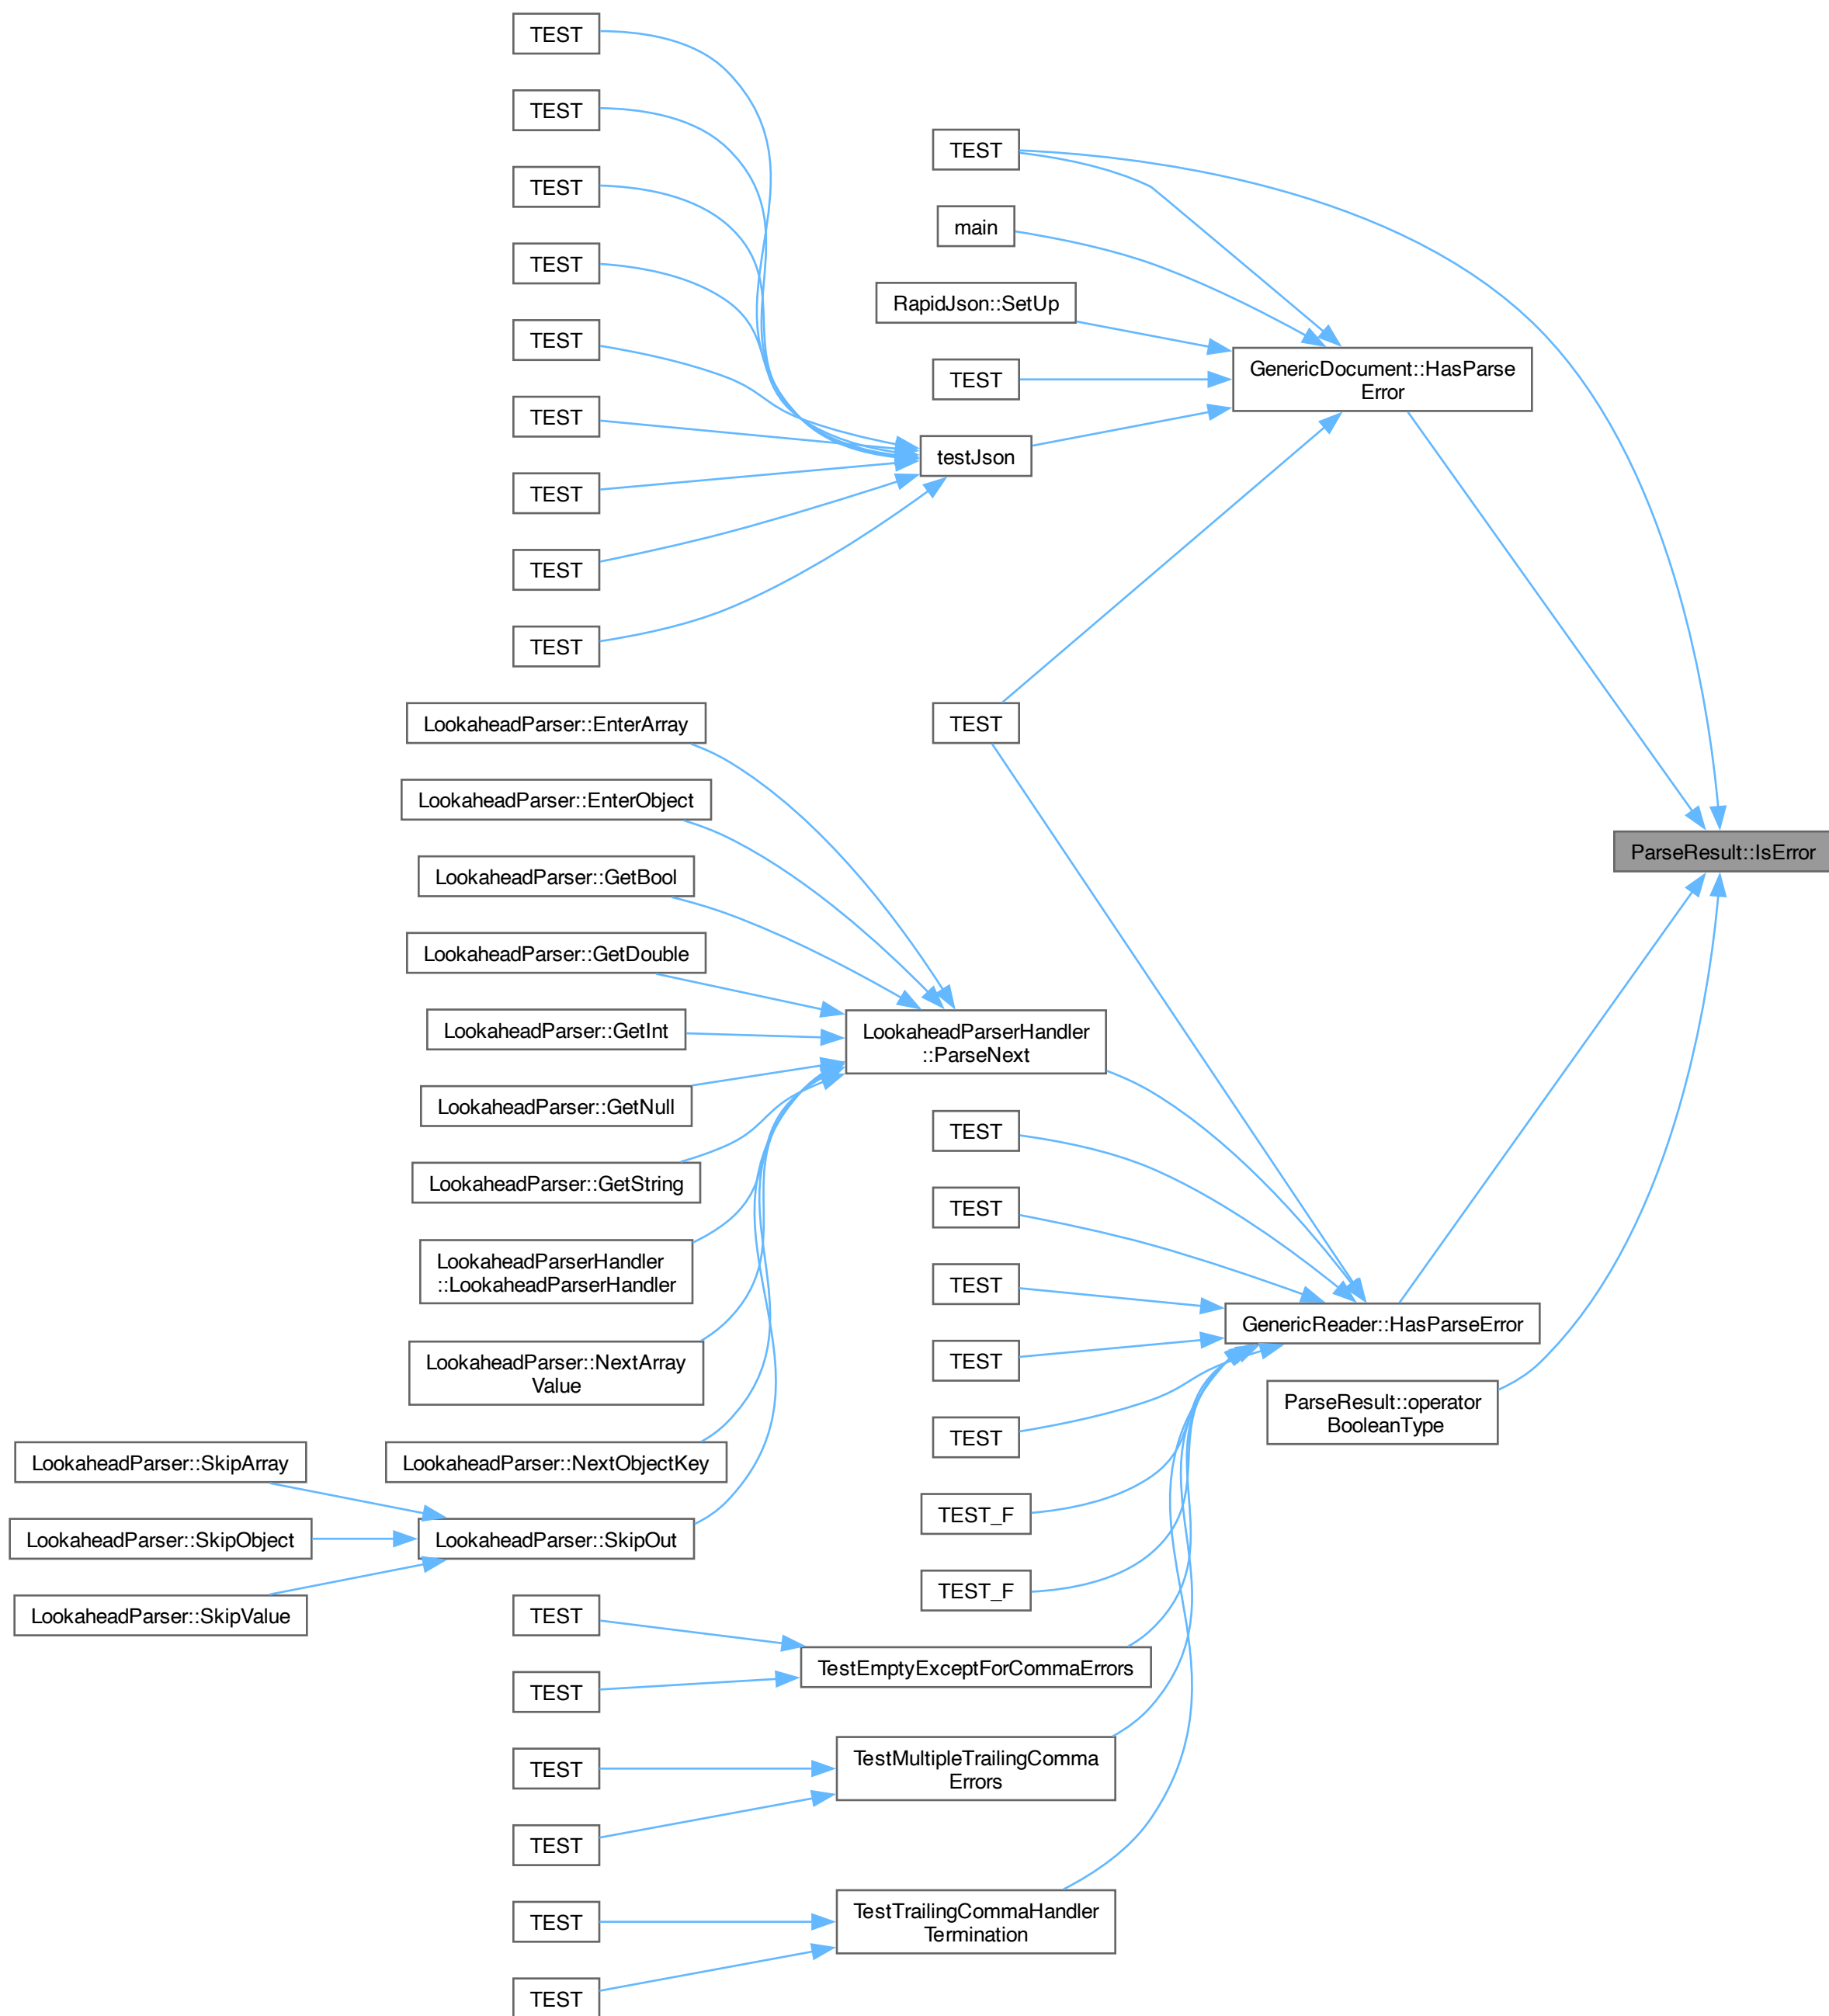 TEST
TEST
TEST
TEST
TEST
TEST
TEST
TEST
TEST
TEST
main
RapidJson::SetUp
TEST
testJson
TEST
GenericDocument::HasParse
Error
ParseResult::IsError
LookaheadParser::EnterArray
LookaheadParser::EnterObject
LookaheadParser::GetBool
LookaheadParser::GetDouble
LookaheadParser::GetInt
LookaheadParser::GetNull
LookaheadParser::GetString
LookaheadParserHandler
::LookaheadParserHandler
LookaheadParser::NextArray
Value
LookaheadParser::NextObjectKey
LookaheadParser::SkipOut
LookaheadParser::SkipArray
LookaheadParser::SkipObject
LookaheadParser::SkipValue
LookaheadParserHandler
::ParseNext
TEST
TEST
TEST
TEST
TEST
TEST_F
TEST_F
GenericReader::HasParseError
ParseResult::operator
BooleanType
TEST
TEST
TestEmptyExceptForCommaErrors
TEST
TEST
TestMultipleTrailingComma
Errors
TEST
TEST
TestTrailingCommaHandler
Termination